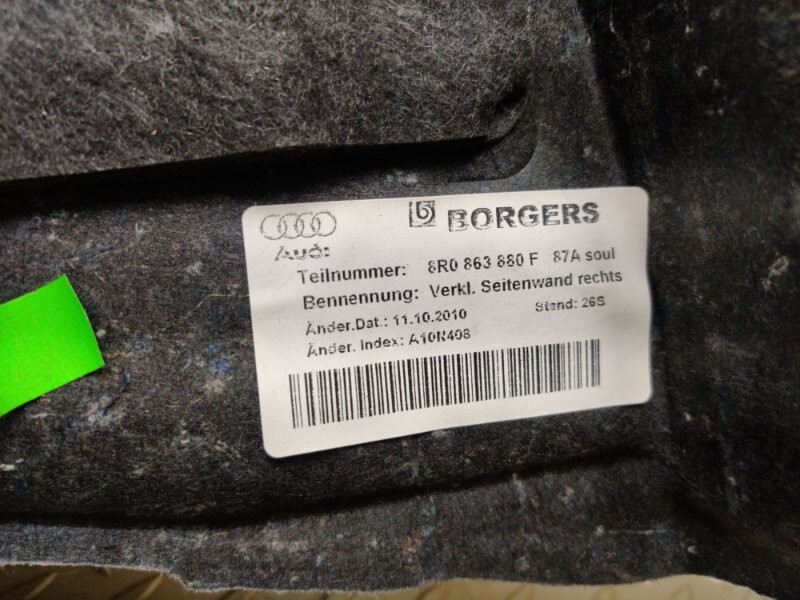 BORGERS
Audi
Teilnummer: 8R0 863 880 F 87A soul
Bennennung: Verkl. Seitenwand rechts
Änder.Dat.: 11.10.2010 Stand: 26S
Änder. Index: A10N408